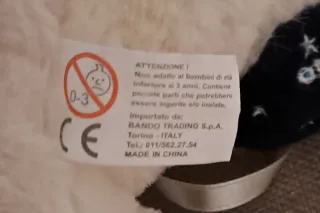 ATTENZIONE !
Non adatto ai bambini di età
inferiore ai 3 anni. Contiene
piccole parti che potrebbero
essere ingerite e/o inalate.
0-3
CE
Importato da:
BANDO TRADING S.p.A.
Torino - ITALY
Tel.: 011/562.27.54
MADE IN CHINA